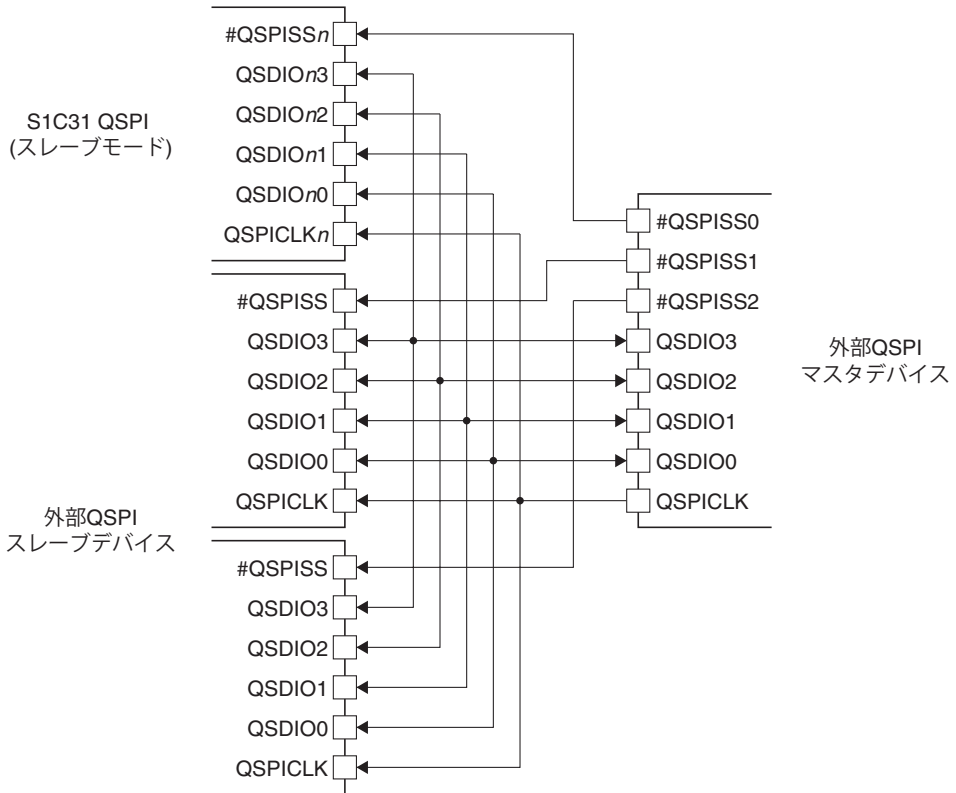 S1C31 QSPI
(スレーブモード)
#QSPISSn
QSDIOn3
QSDIOn2
QSDIOn1
QSDIOn0
QSPICLKn
外部QSPI
スレーブデバイス
#QSPISS
QSDIO3
QSDIO2
QSDIO1
QSDIO0
QSPICLK
#QSPISS
QSDIO3
QSDIO2
QSDIO1
QSDIO0
QSPICLK
#QSPISS0
#QSPISS1
#QSPISS2
QSDIO3
QSDIO2
QSDIO1
QSDIO0
QSPICLK
外部QSPI
マスタデバイス